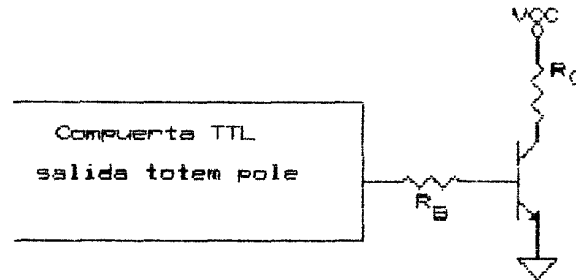 VCC
RC
Compuerta TTL
salida totem pole
RB